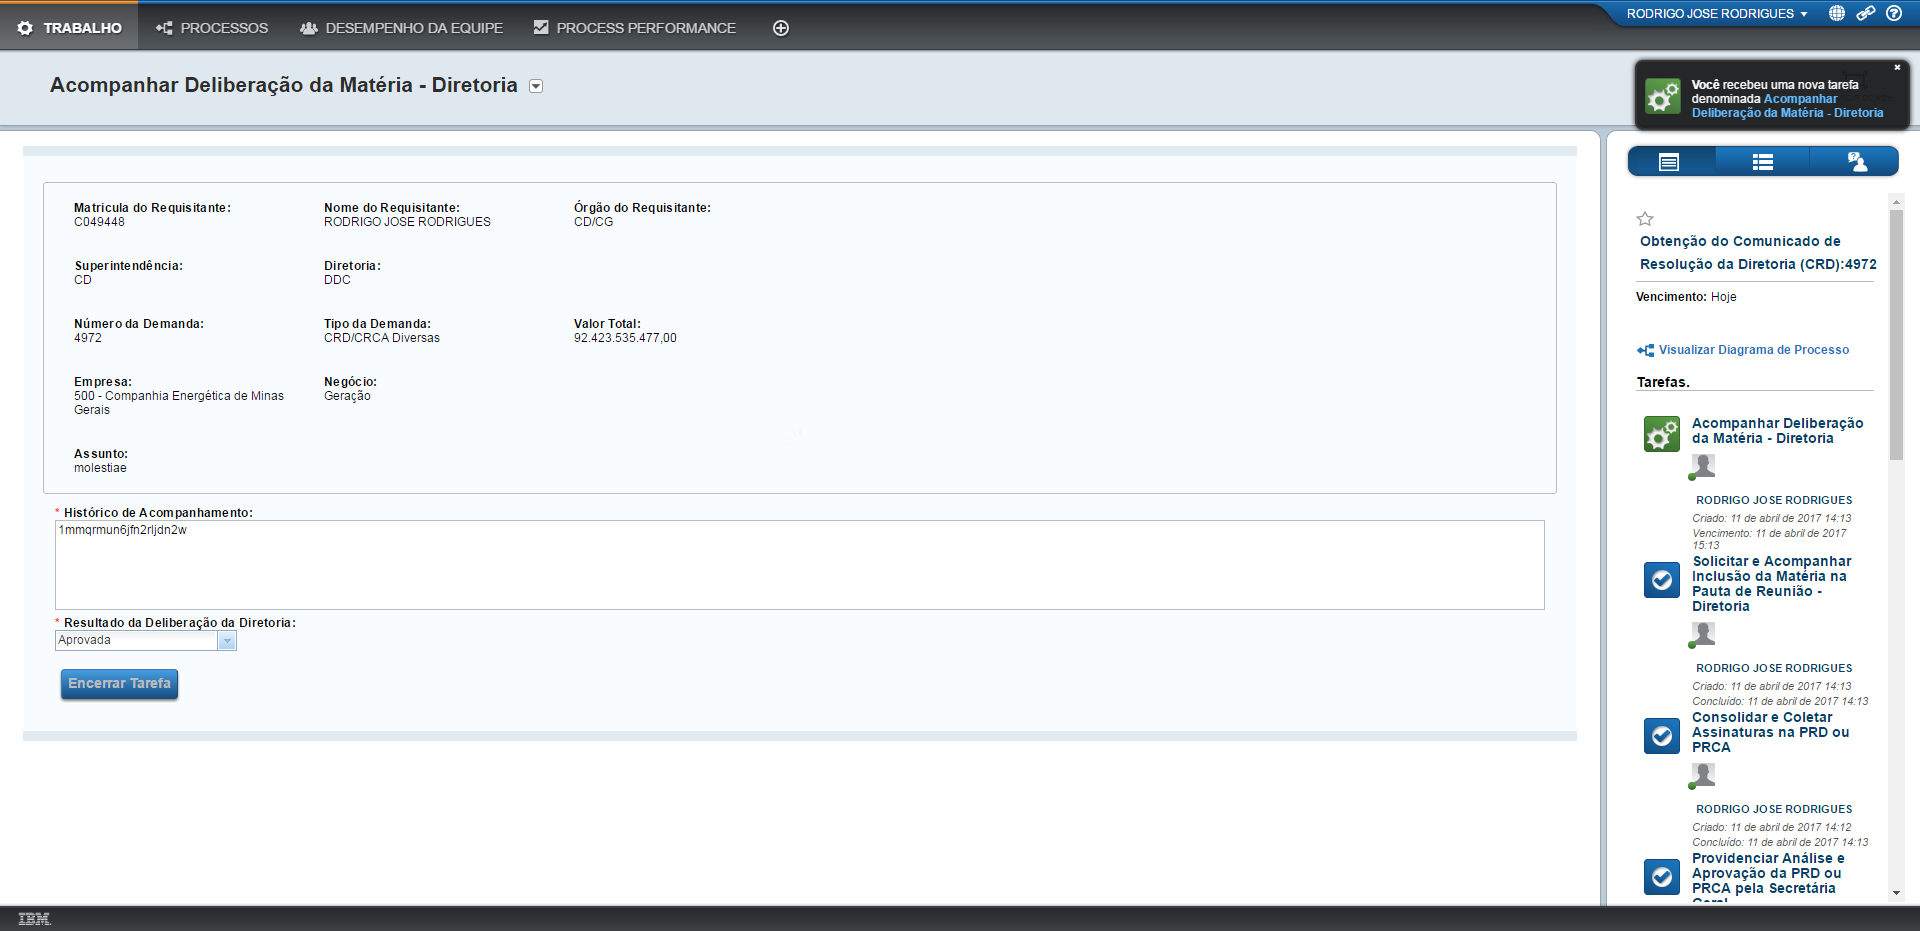 TRABALHO
PROCESSOS
DESEMPENHO DA EQUIPE
PROCESS PERFORMANCE
RODRIGO JOSE RODRIGUES
Acompanhar Deliberação da Matéria - Diretoria
Você recebeu uma nova tarefa
denominada Acompanhar
Deliberação da Matéria - Diretoria
Matricula do Requisitante:
C049448
Nome do Requisitante:
RODRIGO JOSE RODRIGUES
Órgão do Requisitante:
CD/CG
Superintendência:
CD
Diretoria:
DDC
Número da Demanda:
4972
Tipo da Demanda:
CRD/CRCA Diversas
Valor Total:
92.423.535.477,00
Empresa:
500 - Companhia Energética de Minas
Gerais
Negócio:
Geração
Assunto:
molestiae
* Histórico de Acompanhamento:
1mmqrmun6jfn2rljdn2w
* Resultado da Deliberação da Diretoria:
Aprovada
Encerrar Tarefa
Obtenção do Comunicado de
Resolução da Diretoria (CRD):4972
Vencimento: Hoje
Visualizar Diagrama de Processo
Tarefas.
Acompanhar Deliberação
da Matéria - Diretoria
RODRIGO JOSE RODRIGUES
Criado: 11 de abril de 2017 14:13
Vencimento: 11 de abril de 2017
15:13
Solicitar e Acompanhar
Inclusão da Matéria na
Pauta de Reunião -
Diretoria
RODRIGO JOSE RODRIGUES
Criado: 11 de abril de 2017 14:13
Concluído: 11 de abril de 2017 14:13
Consolidar e Coletar
Assinaturas na PRD ou
PRCA
RODRIGO JOSE RODRIGUES
Criado: 11 de abril de 2017 14:12
Concluído: 11 de abril de 2017 14:13
Providenciar Análise e
Aprovação da PRD ou
PRCA pela Secretária
Geral
IBM